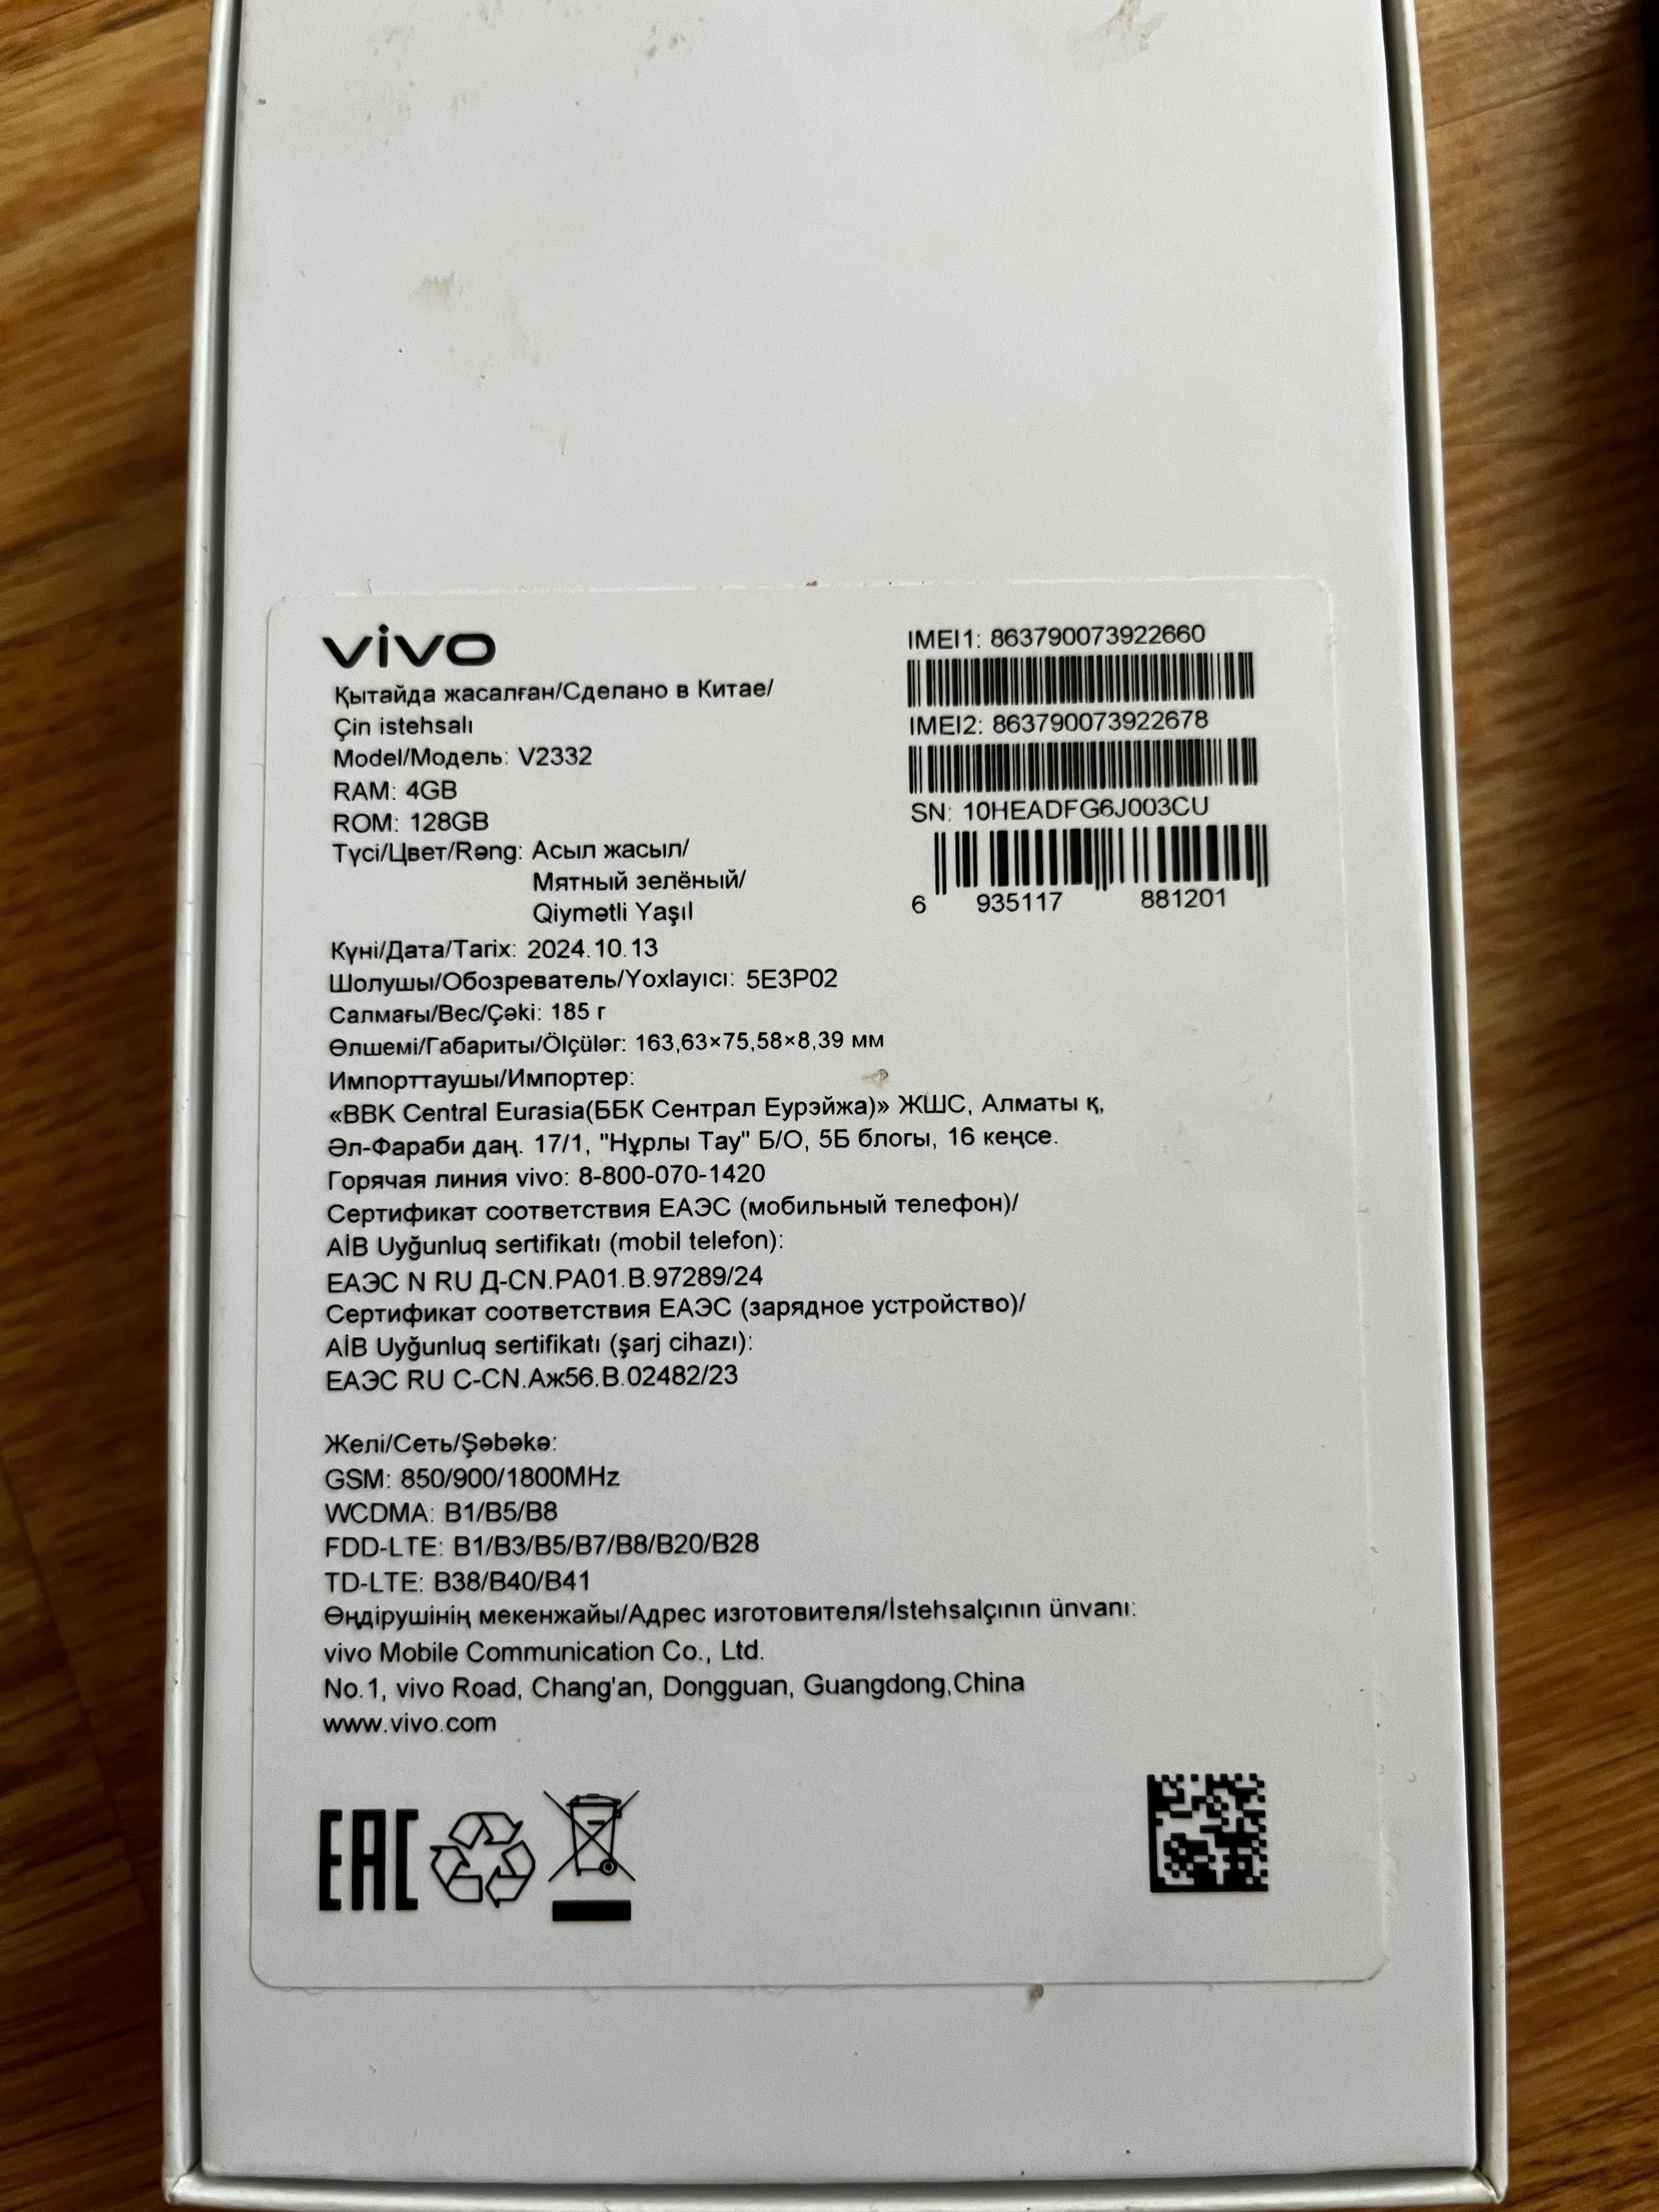 vivo
Қытайда жасалған/Сделано в Китае/
Çin istehsalı
Model/Модель: V2332
RAM: 4GB
ROM: 128GB
Түсі/Цвет/Rəng: Асыл жасыл/
Мятный зелёный/
Qiymətli Yaşıl
IMEI1: 863790073922660
IMEI2: 863790073922678
SN: 10HEADFG6J003CU
6 935117 881201
Күні/Дата/Tarix: 2024.10.13
Шолушы/Обозреватель/Yoxlayıcı: 5E3P02
Салмағы/Вес/Çəki: 185 г
Өлшемі/Габариты/Ölçülər: 163,63×75,58×8,39 мм
Импорттаушы/Импортер:
«BBK Central Eurasia(ББК Сентрал Еурэйжа)» ЖШС, Алматы қ,
Әл-Фараби даң. 17/1, "Нұрлы Тау" Б/О, 5Б блогы, 16 кеңсе.
Горячая линия vivo: 8-800-070-1420
Сертификат соответствия ЕАЭС (мобильный телефон)/
AİB Uyğunluq sertifikatı (mobil telefon):
ЕАЭС N RU Д-CN.РА01.В.97289/24
Сертификат соответствия ЕАЭС (зарядное устройство)/
AİB Uyğunluq sertifikatı (şarj cihazı):
ЕАЭС RU С-CN.Аж56.В.02482/23
Желі/Сеть/Şəbəkə:
GSM: 850/900/1800MHz
WCDMA: B1/B5/B8
FDD-LTE: B1/B3/B5/B7/B8/B20/B28
TD-LTE: B38/B40/B41
Өңдірушінің мекенжайы/Адрес изготовителя/İstehsalçının ünvanı:
vivo Mobile Communication Co., Ltd.
No.1, vivo Road, Chang'an, Dongguan, Guangdong,China
www.vivo.com
EAC